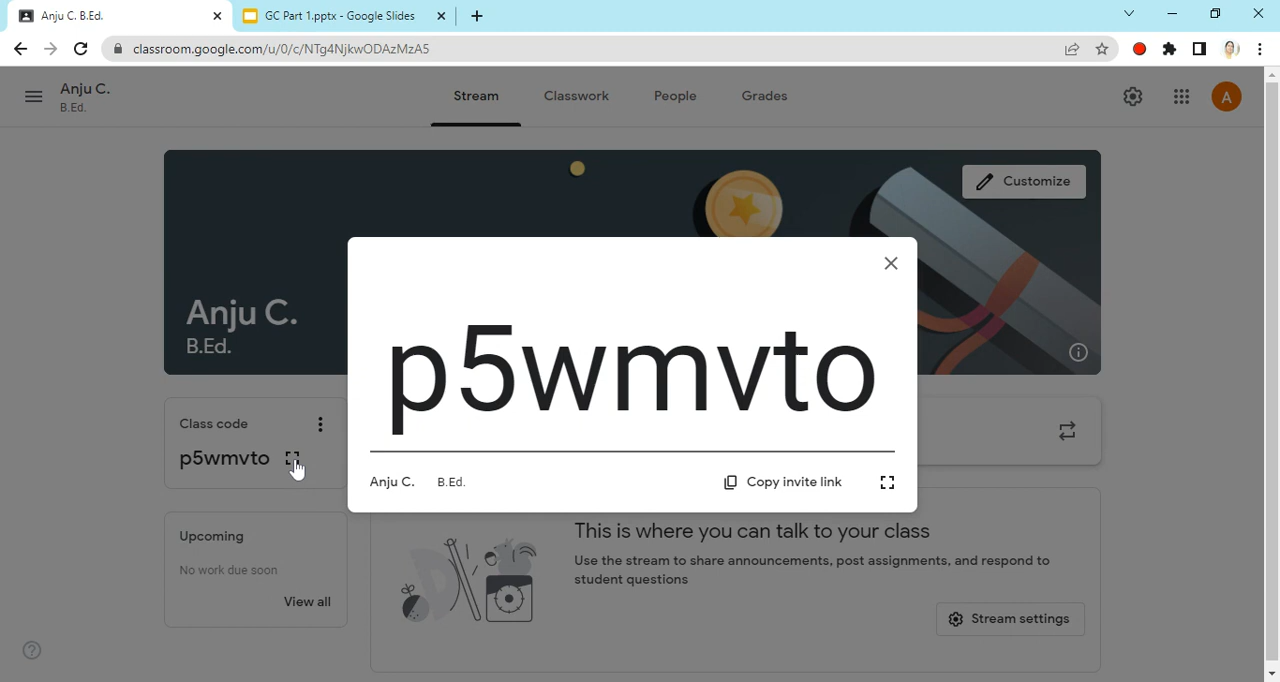 Anju C. B.Ed.
GC Part 1.pptx - Google Slides
classroom.google.com/u/0/c/NTg4NjkwODAzMzA5
Anju C.
B.Ed.
Stream
Classwork
People
Grades
A
Customize
Anju C.
B.Ed.
p5wmvto
Anju C.
B.Ed.
Copy invite link
Class code
p5wmvto
Upcoming
No work due soon
View all
This is where you can talk to your class
Use the stream to share announcements, post assignments, and respond to
student questions
Stream settings